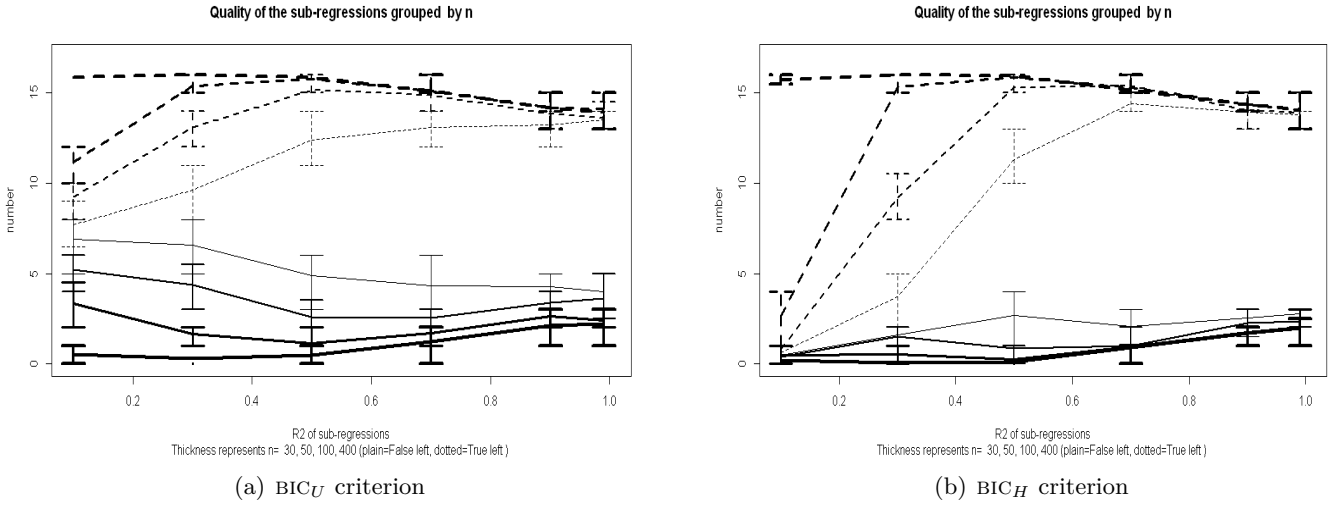 Quality of the sub-regressions grouped by n
number
0
5
10
15
0.2
0.4
0.6
0.8
1.0
R2 of sub-regressions
Thickness represents n= 30, 50, 100, 400 (plain=False left, dotted=True left )
(a) BICU criterion
Quality of the sub-regressions grouped by n
number
0
5
10
15
0.2
0.4
0.6
0.8
1.0
R2 of sub-regressions
Thickness represents n= 30, 50, 100, 400 (plain=False left, dotted=True left )
(b) BICH criterion